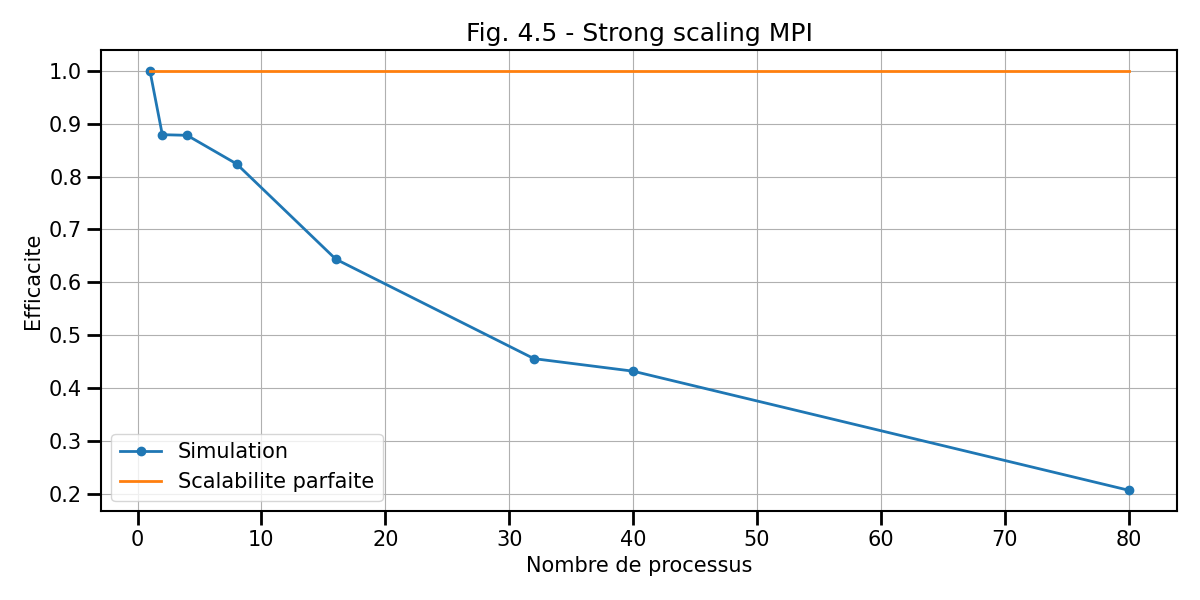 Fig. 4.5 - Strong scaling MPI
1.0
0.9
0.8
0.7
0.6
0.5
0.4
0.3
0.2
Efficacite
Simulation
Scalabilite parfaite
0 10 20 30 40 50 60 70 80
Nombre de processus